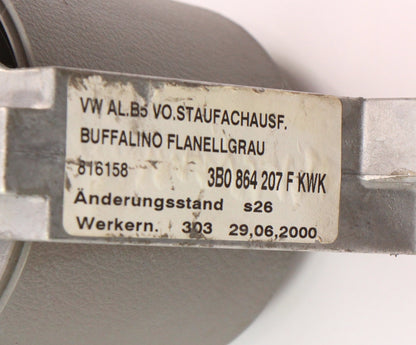 VW AL.B5 VO.STAUFACHAUSF.
BUFFALINO FLANELLGRAU
816158 3B0 864 207 F KWK
Änderungsstand s26
Werkern. 303 29,06,2000